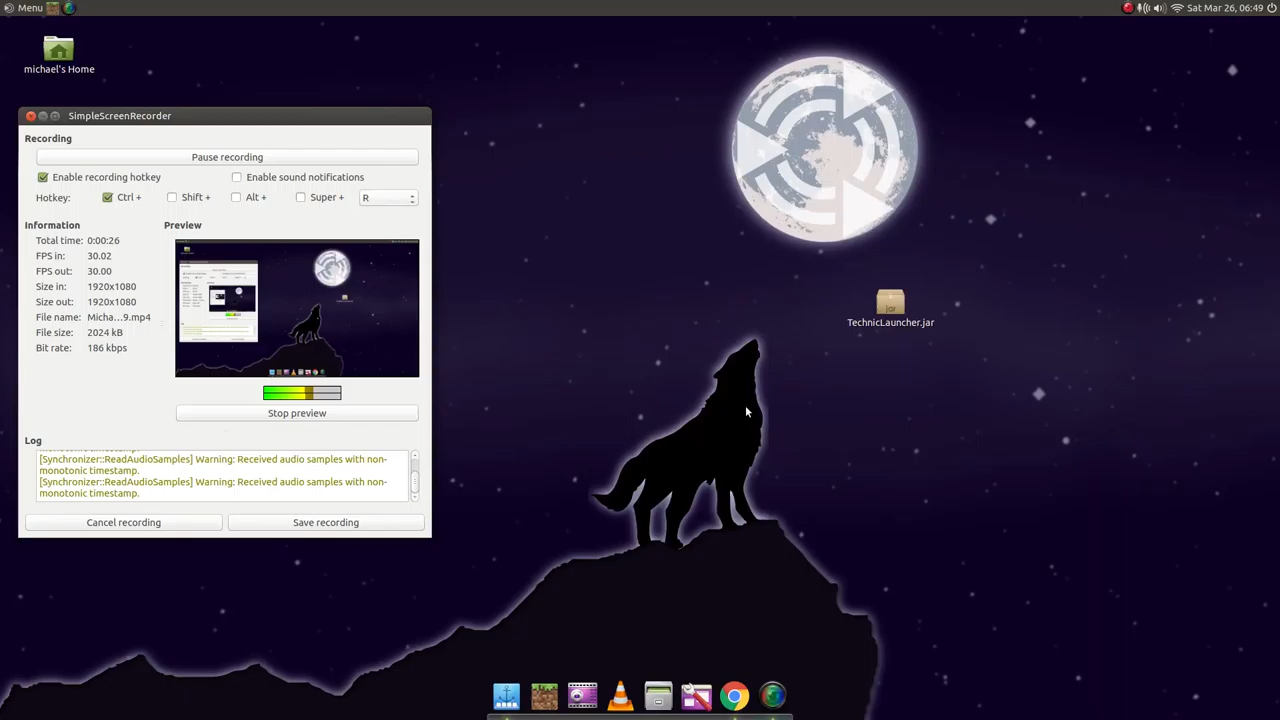 Menu
Sat Mar 26, 06:49
michael's Home
SimpleScreenRecorder
Recording
Pause recording
Enable recording hotkey
Enable sound notifications
Hotkey: Ctrl + Shift + Alt + Super + R
Information
Preview
Total time: 0:00:26
FPS in: 30.02
FPS out: 30.00
Size in: 1920x1080
Size out: 1920x1080
File name: Micha...9.mp4
File size: 2024 kB
Bit rate: 186 kbps
Stop preview
Log
[Synchronizer::ReadAudioSamples] Warning: Received audio samples with non-
monotonic timestamp.
[Synchronizer::ReadAudioSamples] Warning: Received audio samples with non-
monotonic timestamp.
Cancel recording
Save recording
jar
TechnicLauncher.jar